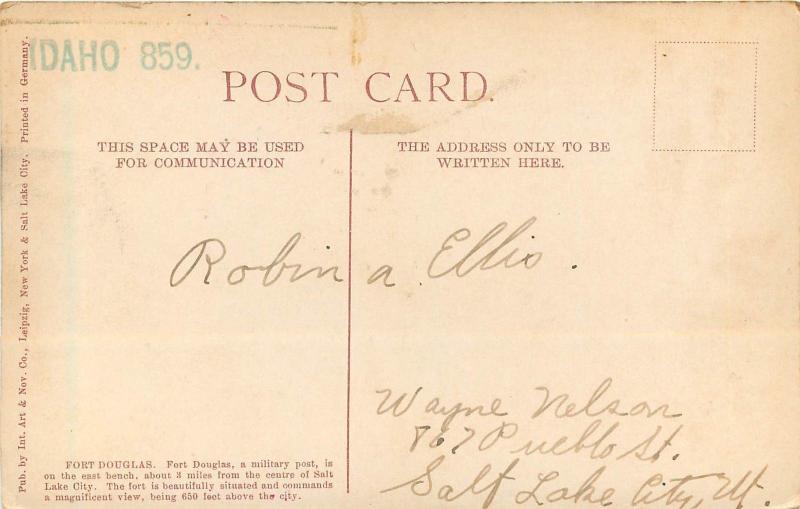 IDAHO 859.
POST CARD.
THIS SPACE MAY BE USED
FOR COMMUNICATION
THE ADDRESS ONLY TO BE
WRITTEN HERE.
Robin a Ellis.
Wayne Nelson
767 Pueblo St.
Salt Lake City, Ut.
FORT DOUGLAS. Fort Douglas, a military post, is
on the east bench, about 3 miles from the centre of Salt
Lake City. The fort is beautifully situated and commands
a magnificent view, being 650 feet above the city.
Pub. by Int. Art & Nov. Co., Leipzig, New York & Salt Lake City. Printed in Germany.